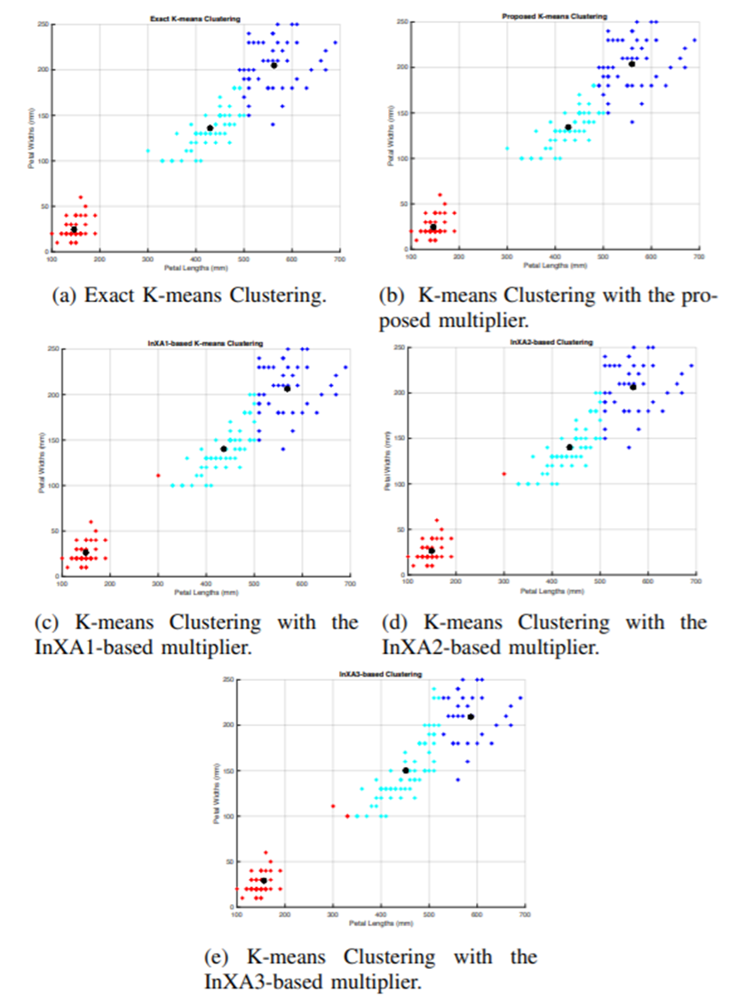 Exact K-means Clustering
250
200
150
100
50
0
Petal Widths (mm)
100 200 300 400 500 600 700
Petal Lengths (mm)
(a) Exact K-means Clustering.
Proposed K-means Clustering
250
200
150
100
50
0
Petal Widths (mm)
100 200 300 400 500 600 700
Petal Lengths (mm)
(b) K-means Clustering with the pro-
posed multiplier.
InXA1-based K-means Clustering
250
200
150
100
50
0
Petal Widths (mm)
100 200 300 400 500 600 700
Petal Lengths (mm)
(c) K-means Clustering with the
InXA1-based multiplier.
InXA2-based Clustering
250
200
150
100
50
0
Petal Widths (mm)
100 200 300 400 500 600 700
Petal Lengths (mm)
(d) K-means Clustering with the
InXA2-based multiplier.
InXA3-based Clustering
250
200
150
100
50
0
Petal Widths (mm)
100 200 300 400 500 600 700
Petal Lengths (mm)
(e) K-means Clustering with the
InXA3-based multiplier.